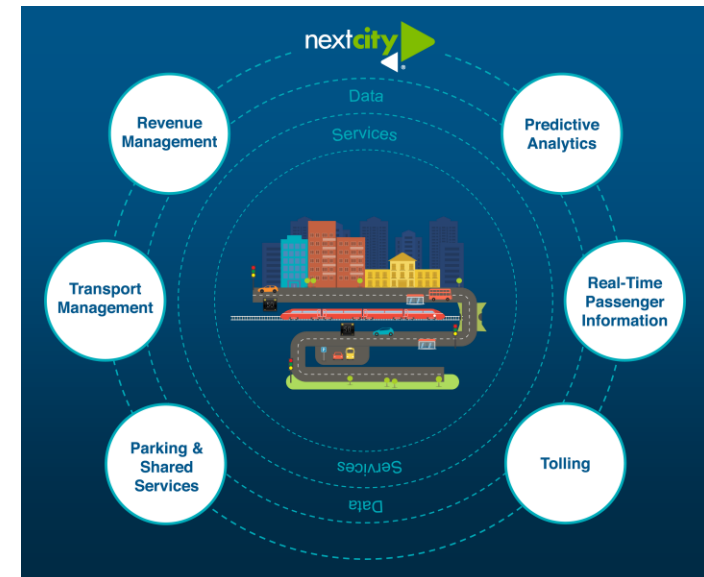 nextcity
Data
Services
Revenue
Management
Predictive
Analytics
Transport
Management
Real-Time
Passenger
Information
Parking &
Shared
Services
Tolling
Services
Data